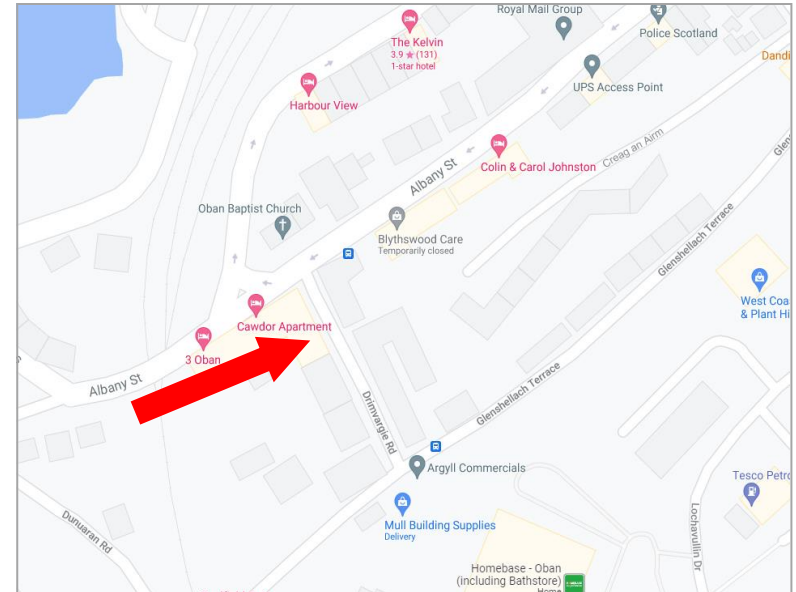 Royal Mail Group
Police Scotland
The Kelvin
3.9 ★ (131)
1-star hotel
Dandi
UPS Access Point
Harbour View
Creag an Airm
Glen
Colin & Carol Johnston
Albany St
Oban Baptist Church
Glenshellach Terrace
Blythswood Care
Temporarily closed
West Coa
& Plant Hi
Cawdor Apartment
3 Oban
Albany St
Glenshellach Terrace
Drimvargie Rd
Argyll Commercials
Tesco Petro
Mull Building Supplies
Delivery
Dunuaran Rd
Lochavullin Dr
Homebase - Oban
(including Bathstore)
Home